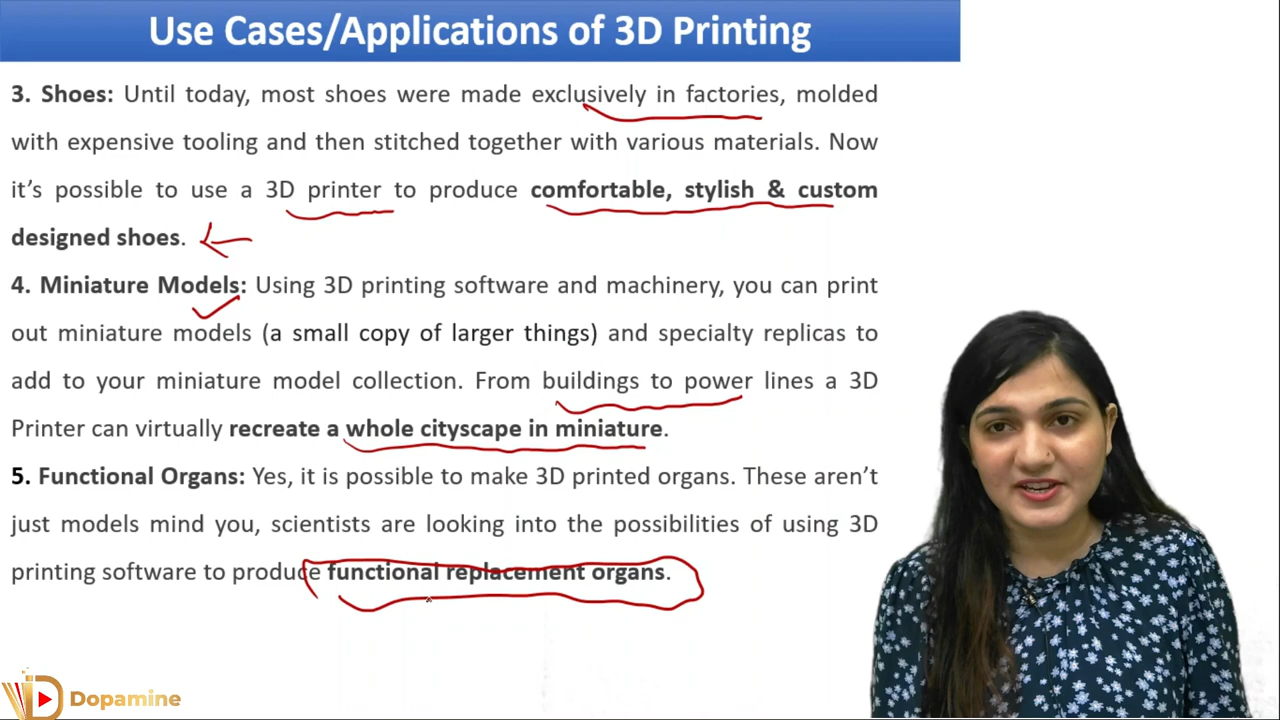 Use Cases/Applications of 3D Printing
3. Shoes: Until today, most shoes were made exclusively in factories, molded
with expensive tooling and then stitched together with various materials. Now
it’s possible to use a 3D printer to produce comfortable, stylish & custom
designed shoes.
4. Miniature Models: Using 3D printing software and machinery, you can print
out miniature models (a small copy of larger things) and specialty replicas to
add to your miniature model collection. From buildings to power lines a 3D
Printer can virtually recreate a whole cityscape in miniature.
5. Functional Organs: Yes, it is possible to make 3D printed organs. These aren’t
just models mind you, scientists are looking into the possibilities of using 3D
printing software to produce functional replacement organs.
Dopamine